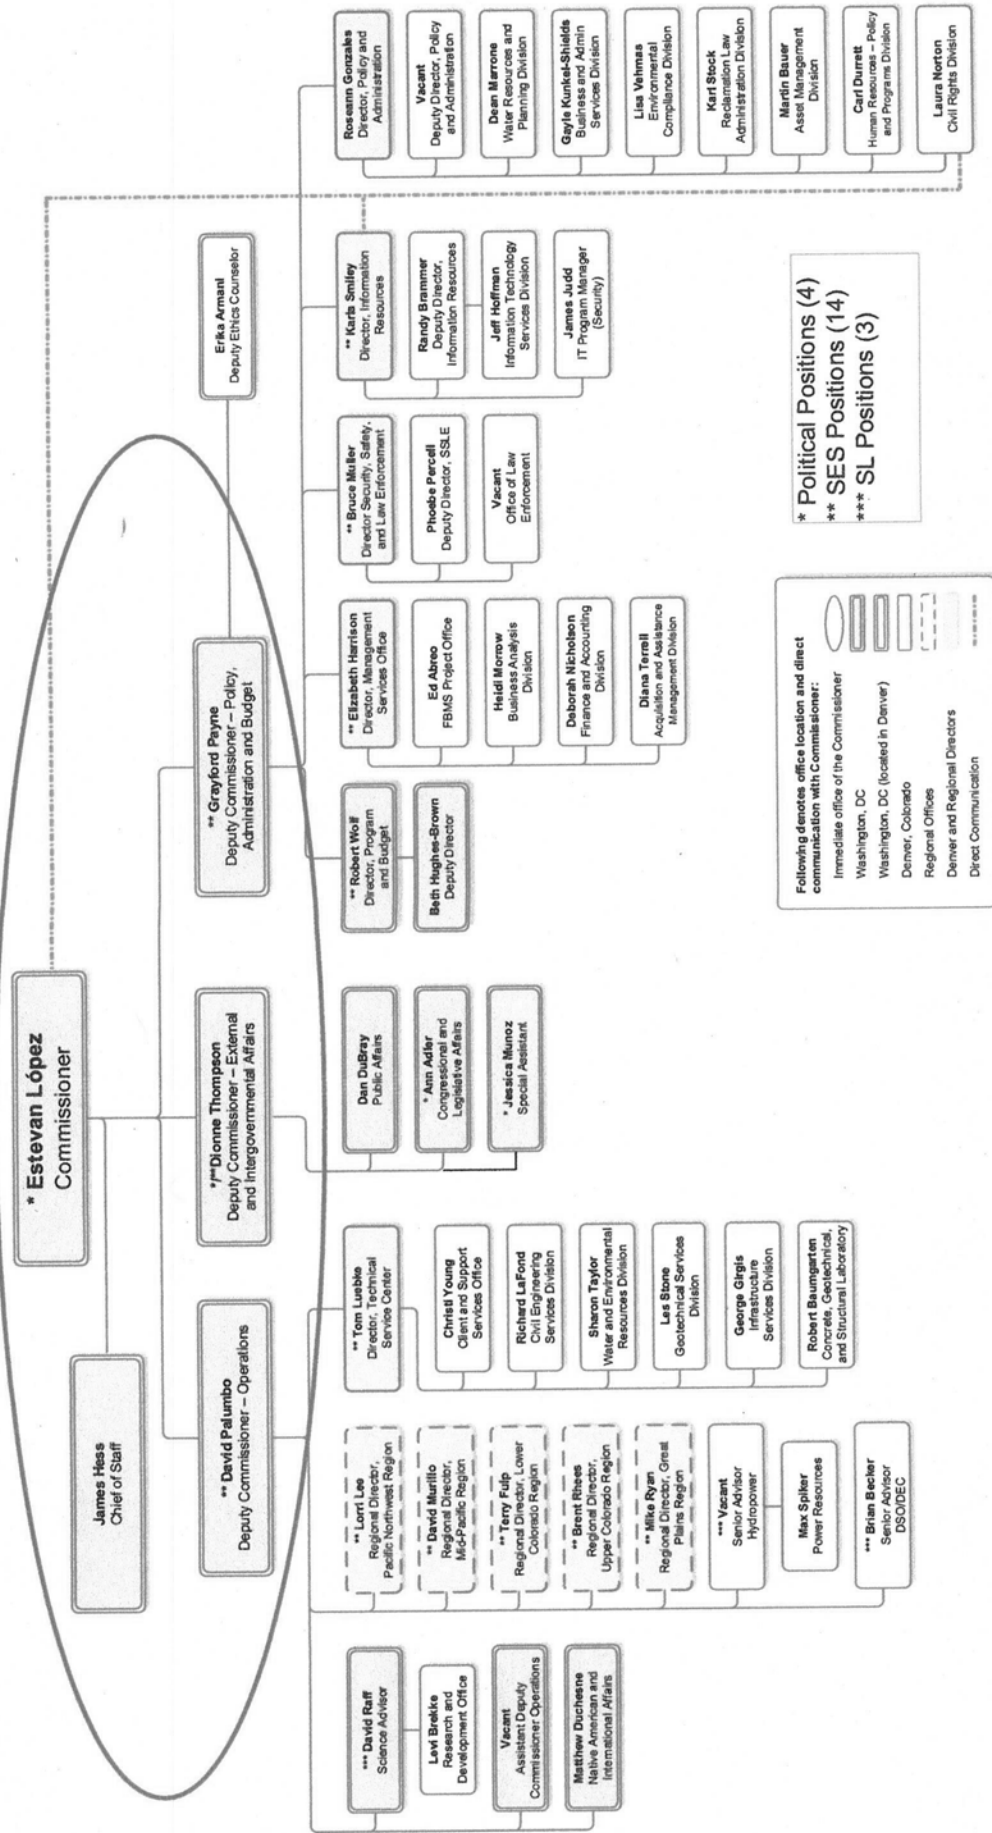 * Estevan López
Commissioner
James Hess
Chief of Staff
** David Palumbo
Deputy Commissioner – Operations
*/**Dionne Thompson
Deputy Commissioner – External
and Intergovernmental Affairs
** Grayford Payne
Deputy Commissioner – Policy,
Administration and Budget
Erika Armani
Deputy Ethics Counselor
*** David Raff
Science Advisor
Levi Brekke
Research and
Development Office
Vacant
Assistant Deputy
Commissioner Operations
Matthew Duchesne
Native American and
International Affairs
** Lorri Lee
Regional Director,
Pacific Northwest Region
** David Murillo
Regional Director,
Mid-Pacific Region
** Terry Fulp
Regional Director, Lower
Colorado Region
** Brent Rhees
Regional Director,
Upper Colorado Region
** Mike Ryan
Regional Director, Great
Plains Region
*** Vacant
Senior Advisor
Hydropower
Max Spiker
Power Resources
*** Brian Becker
Senior Advisor
DSO/DEC
** Tom Luebke
Director, Technical
Service Center
Christi Young
Client and Support
Services Office
Richard LaFond
Civil Engineering
Services Division
Sharon Taylor
Water and Environmental
Resources Division
Les Stone
Geotechnical Services
Division
George Girgis
Infrastructure
Services Division
Robert Baumgarten
Concrete, Geotechnical,
and Structural Laboratory
Dan DuBray
Public Affairs
* Ann Adler
Congressional and
Legislative Affairs
* Jessica Munoz
Special Assistant
** Robert Wolf
Director, Program
and Budget
Beth Hughes-Brown
Deputy Director
** Elizabeth Harrison
Director, Management
Services Office
Ed Abreo
FBMS Project Office
Heidi Morrow
Business Analysis
Division
Deborah Nicholson
Finance and Accounting
Division
Diana Terrell
Acquisition and Assistance
Management Division
** Bruce Muller
Director Security, Safety,
and Law Enforcement
Phoebe Percell
Deputy Director, SSLE
Vacant
Office of Law
Enforcement
** Karla Smiley
Director, Information
Resources
Randy Brammer
Deputy Director,
Information Resources
Jeff Hoffman
Information Technology
Services Division
James Judd
IT Program Manager
(Security)
Roseann Gonzales
Director, Policy and
Administration
Vacant
Deputy Director, Policy
and Administration
Dean Marrone
Water Resources and
Planning Division
Gayle Kunkel-Shields
Business and Admin
Services Division
Lisa Vehmas
Environmental
Compliance Division
Karl Stock
Reclamation Law
Administration Division
Martin Bauer
Asset Management
Division
Carl Durrett
Human Resources – Policy
and Programs Division
Laura Norton
Civil Rights Division
Following denotes office location and direct
communication with Commissioner:
Immediate office of the Commissioner
Washington, DC
Washington, DC (located in Denver)
Denver, Colorado
Regional Offices
Denver and Regional Directors
Direct Communication
* Political Positions (4)
** SES Positions (14)
*** SL Positions (3)